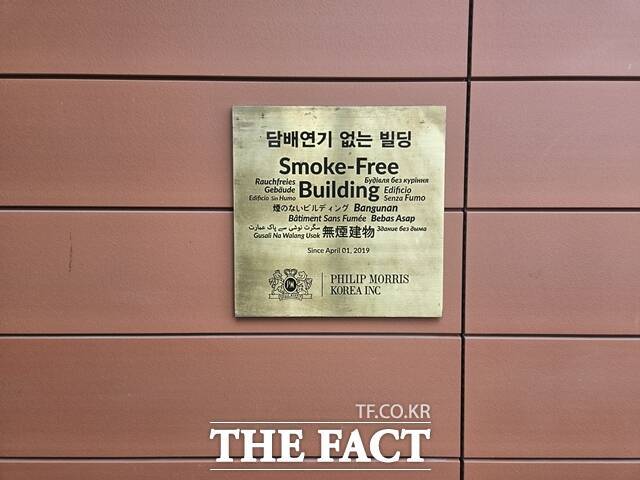 담배연기 없는 빌딩
Smoke-Free
Rauchfreies Gebäude
Building
Будівля без куріння
Edificio Sin Humo
Edificio Senza Fumo
煙のないビルディング Bangunan
Bâtiment Sans Fumée Bebas Asap
سگرٹ نوشی سے پاک عمارت
Gusali Na Walang Usok
無煙建物
Здание без дыма
Since April 01, 2019
PM
PHILIP MORRIS
KOREA INC
TF.CO.KR
THE FACT